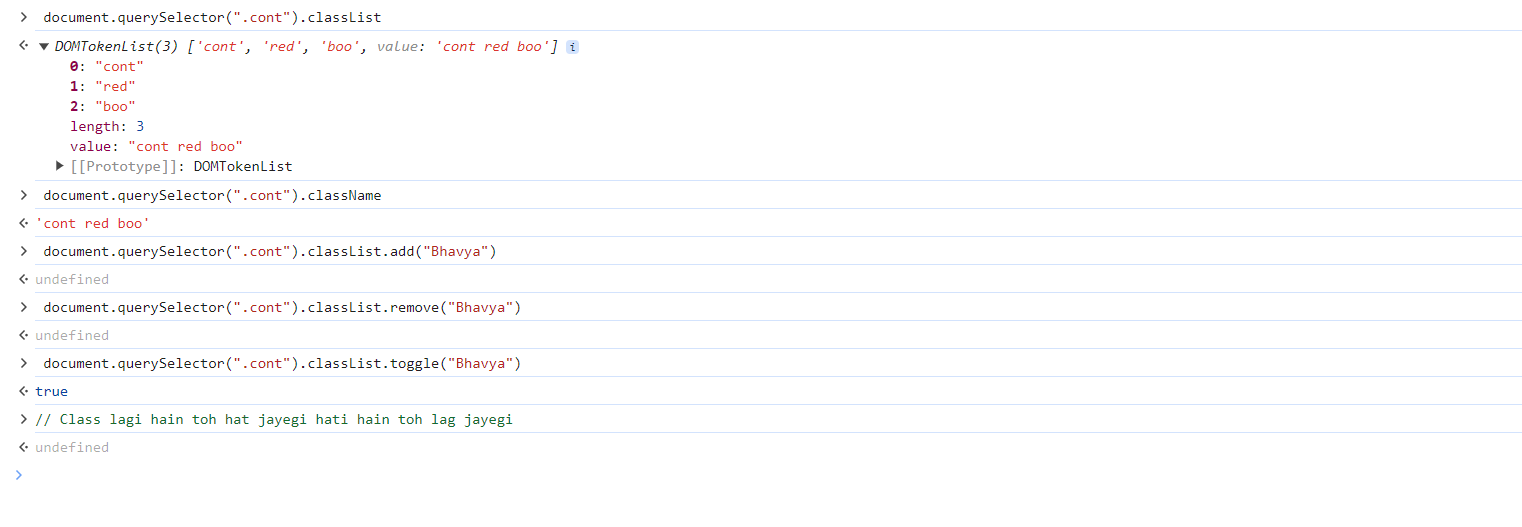 document.querySelector(".cont").classList
DOMTokenList(3) ['cont', 'red', 'boo', value: 'cont red boo'] i
0: "cont"
1: "red"
2: "boo"
length: 3
value: "cont red boo"
[[Prototype]]: DOMTokenList
document.querySelector(".cont").className
'cont red boo'
document.querySelector(".cont").classList.add("Bhavya")
undefined
document.querySelector(".cont").classList.remove("Bhavya")
undefined
document.querySelector(".cont").classList.toggle("Bhavya")
true
// Class lagi hain toh hat jayegi hati hain toh lag jayegi
undefined